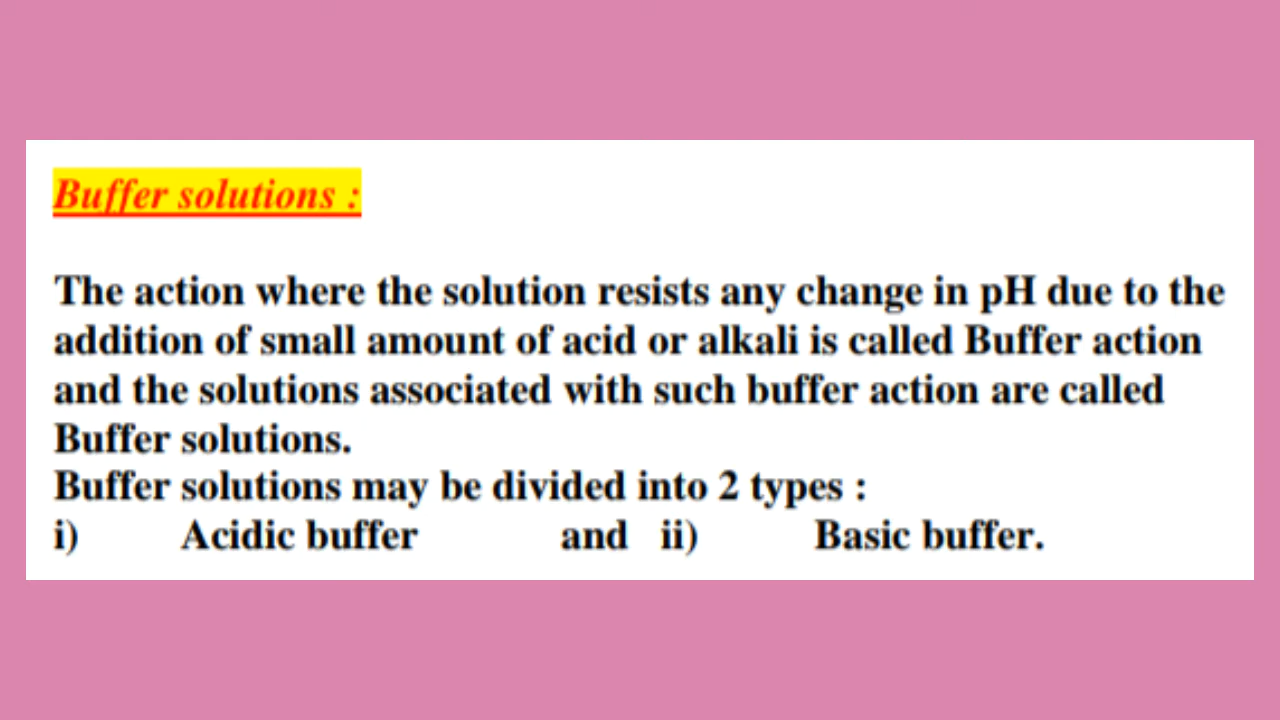 Buffer solutions :
The action where the solution resists any change in pH due to the
addition of small amount of acid or alkali is called Buffer action
and the solutions associated with such buffer action are called
Buffer solutions.
Buffer solutions may be divided into 2 types :
i) Acidic buffer and ii) Basic buffer.